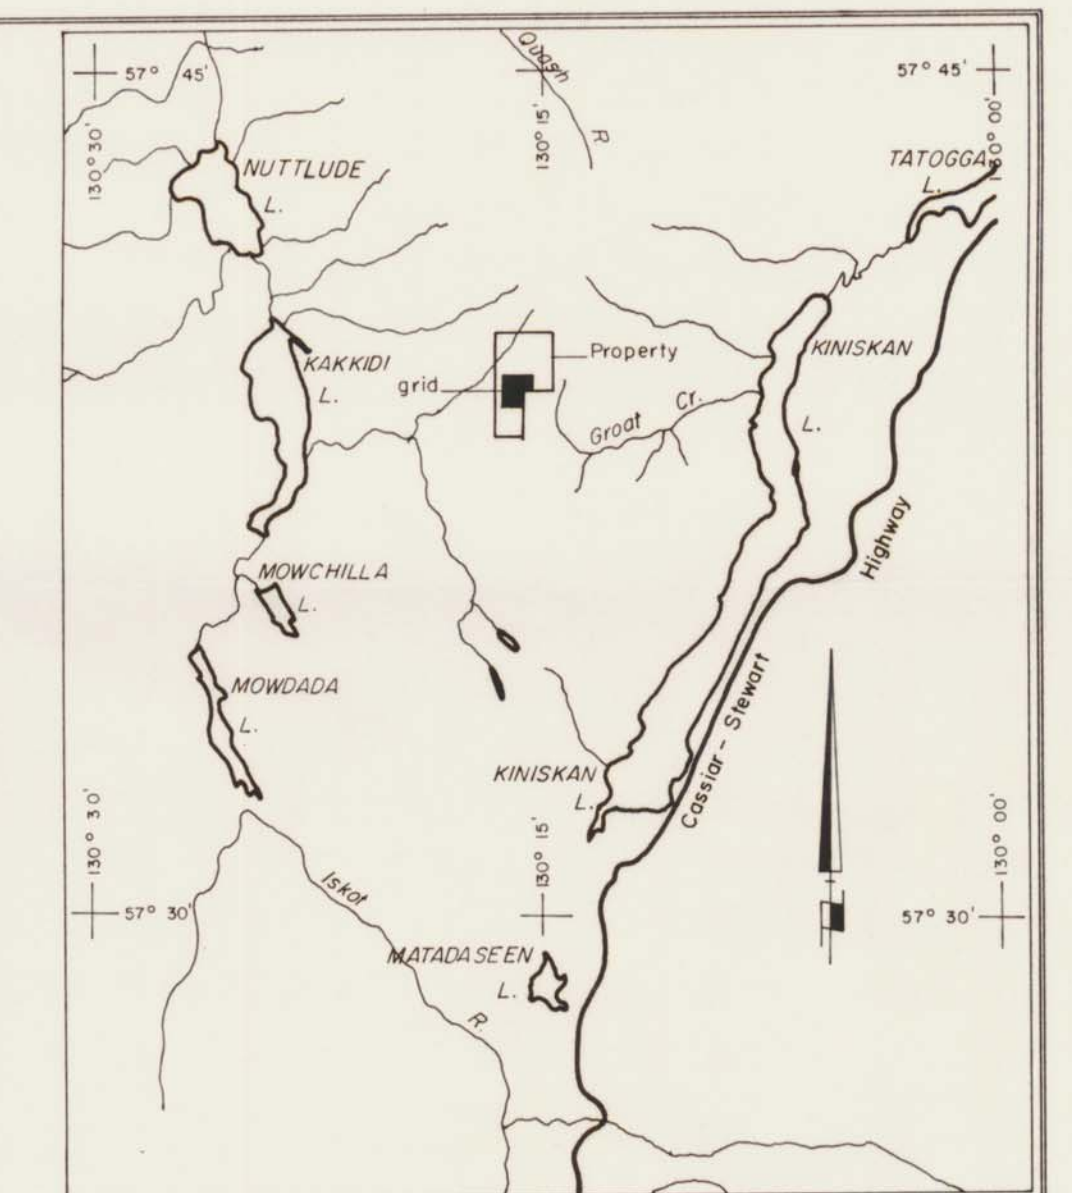 Quash
R
57° 45'
57° 45'
130° 30'
130° 15'
130° 00'
NUTTLUDE
L.
TATOGGA
L.
KAKKIDI
L.
Property
grid
KINISKAN
L.
Groat Cr.
MOWCHILLA
L.
Highway
MOWDADA
L.
Cassiar - Stewart
KINISKAN
L.
130° 30'
130° 15'
130° 00'
57° 30'
57° 30'
Iskot
R.
MATADASEEN
L.